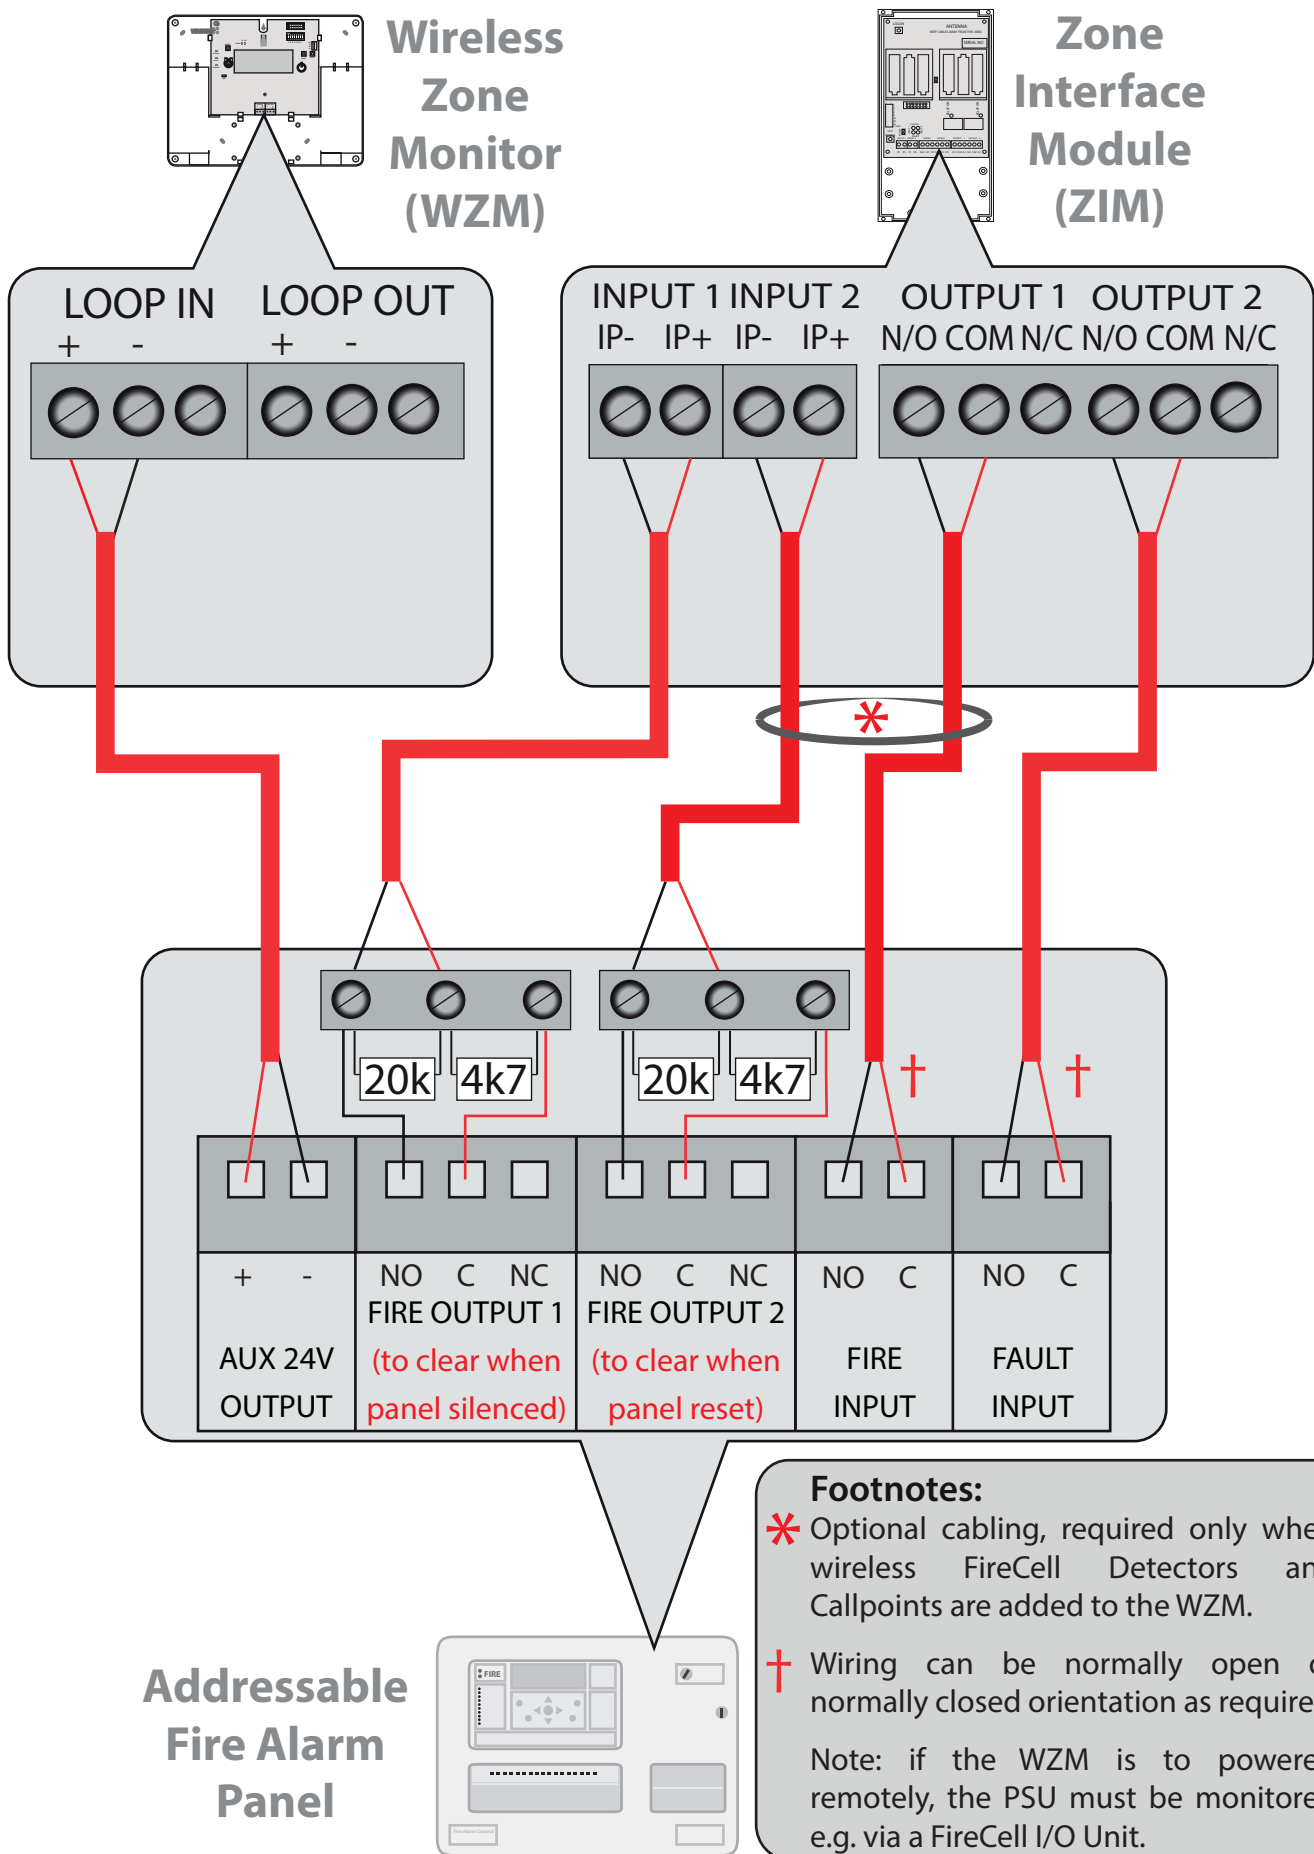 Wireless
Zone
Monitor
(WZM)
Zone
Interface
Module
(ZIM)
ANTENNA
LOOP IN LOOP OUT
+ - + -
INPUT 1 INPUT 2 OUTPUT 1 OUTPUT 2
IP- IP+ IP- IP+ N/O COM N/C N/O COM N/C
*
20k 4k7 20k 4k7 † †
+ - NO C NC NO C NC NO C NO C
FIRE OUTPUT 1 FIRE OUTPUT 2
AUX 24V (to clear when (to clear when FIRE FAULT
OUTPUT panel silenced) panel reset) INPUT INPUT
Footnotes:
* Optional cabling, required only whe
wireless FireCell Detectors an
Callpoints are added to the WZM.
† Wiring can be normally open o
normally closed orientation as require
Note: if the WZM is to powere
remotely, the PSU must be monitore
e.g. via a FireCell I/O Unit.
Addressable
Fire Alarm
Panel
FIRE